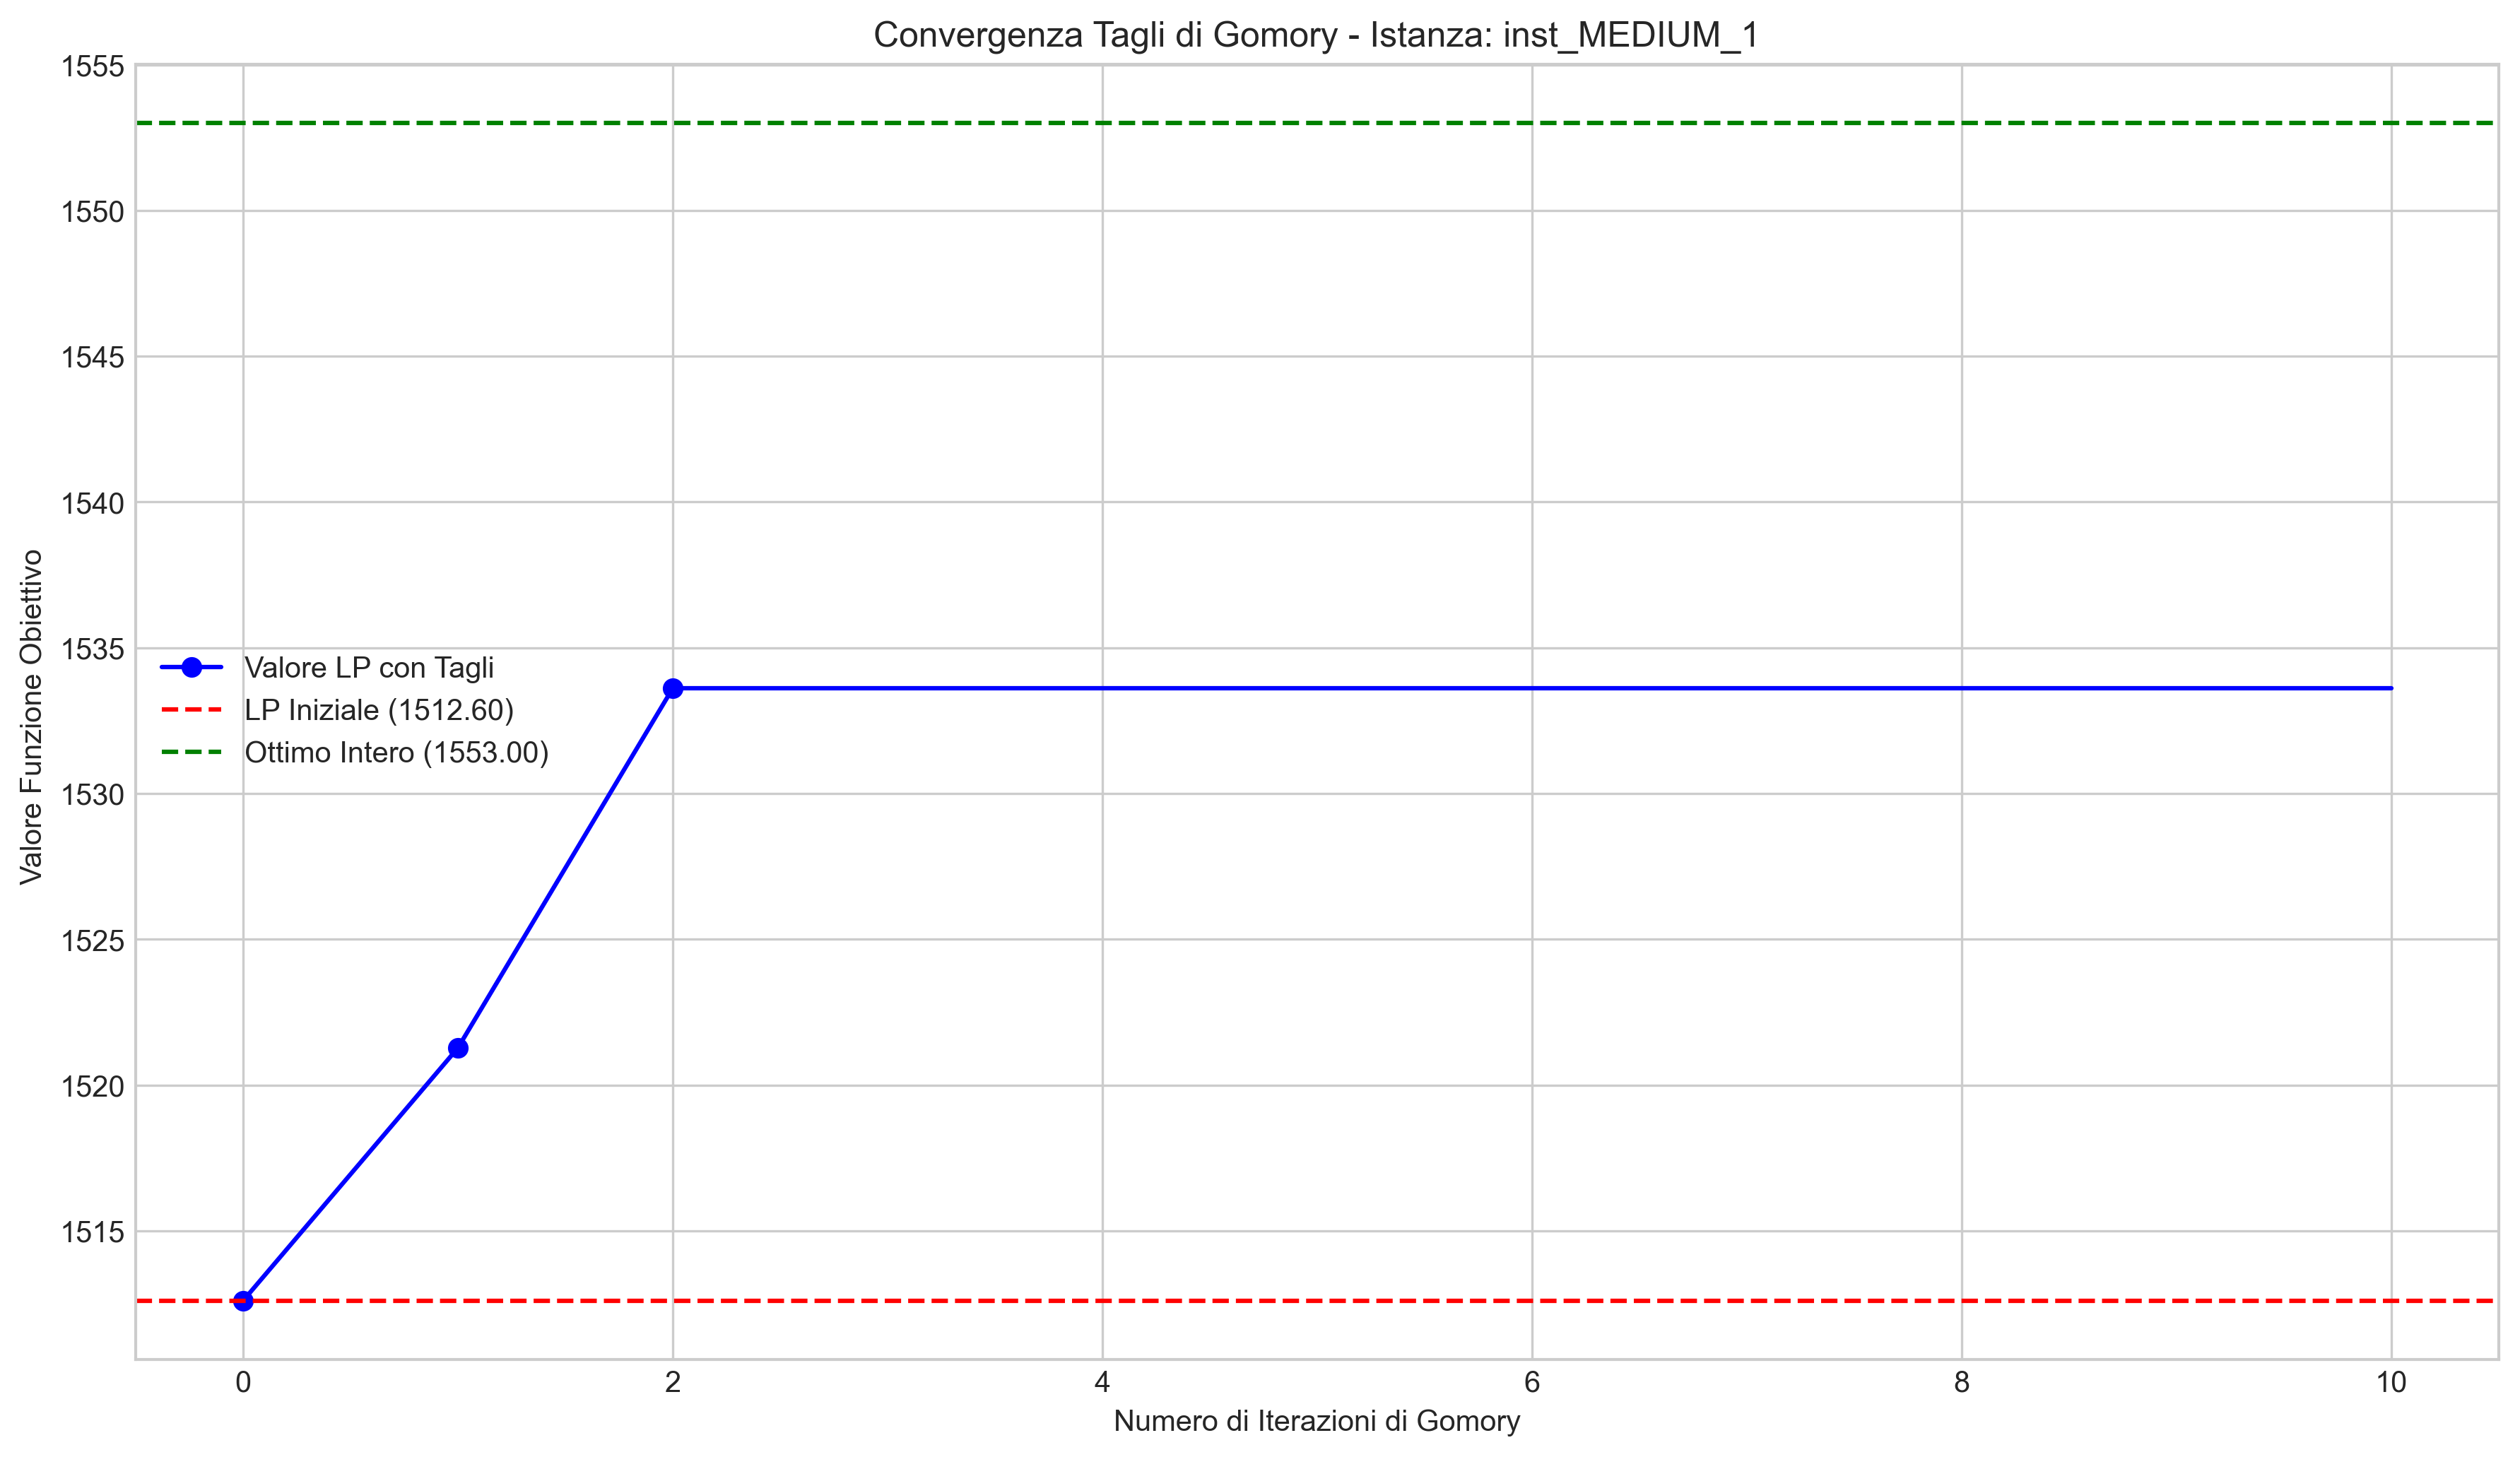 Convergenza Tagli di Gomory - Istanza: inst_MEDIUM_1
1555
1550
1545
1540
1535
1530
1525
1520
1515
Valore Funzione Obiettivo
Valore LP con Tagli
LP Iniziale (1512.60)
Ottimo Intero (1553.00)
0 2 4 6 8 10
Numero di Iterazioni di Gomory